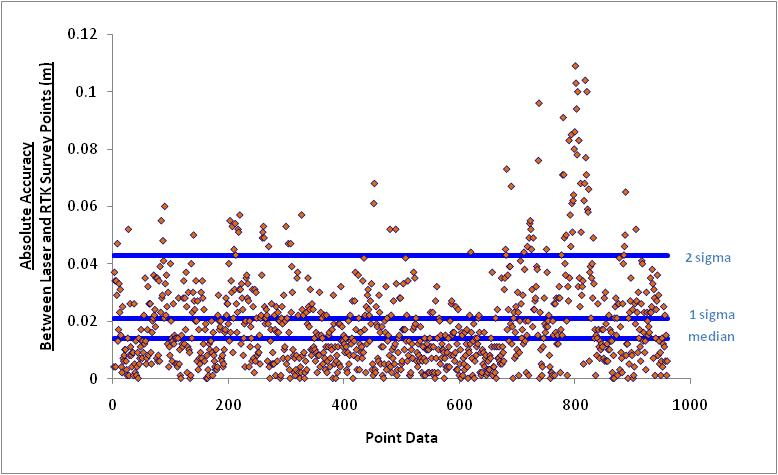 0.12
0.1
0.08
0.06
0.04
0.02
0
Absolute Accuracy
Between Laser and RTK Survey Points (m)
2 sigma
1 sigma
median
0 200 400 600 800 1000
Point Data